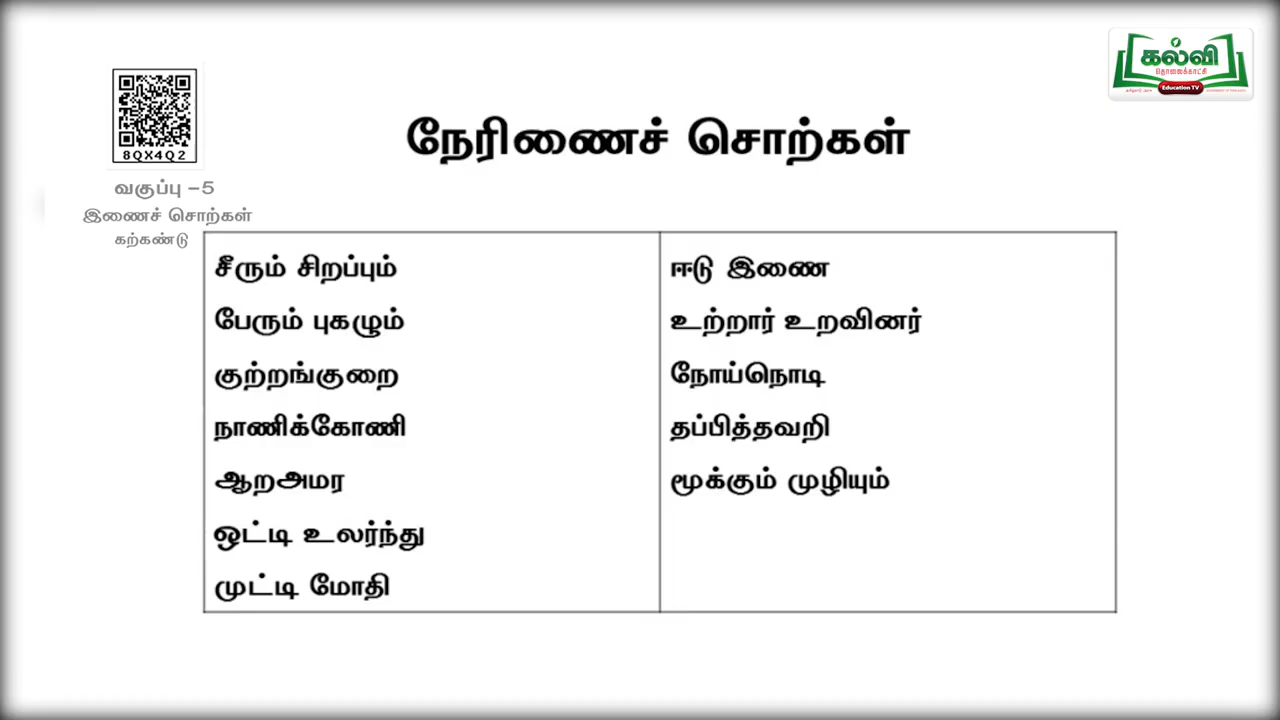 கல்வி
தொலைக்காட்சி
Education TV
8QX4Q2
நேரிணைச் சொற்கள்
வகுப்பு -5
இணைச் சொற்கள்
கற்கண்டு
சீரும் சிறப்பும்
பேரும் புகழும்
குற்றங்குறை
நாணிக்கோணி
ஆறஅமர
ஒட்டி உலர்ந்து
முட்டி மோதி
ஈடு இணை
உற்றார் உறவினர்
நோய்நொடி
தப்பித்தவறி
மூக்கும் முழியும்